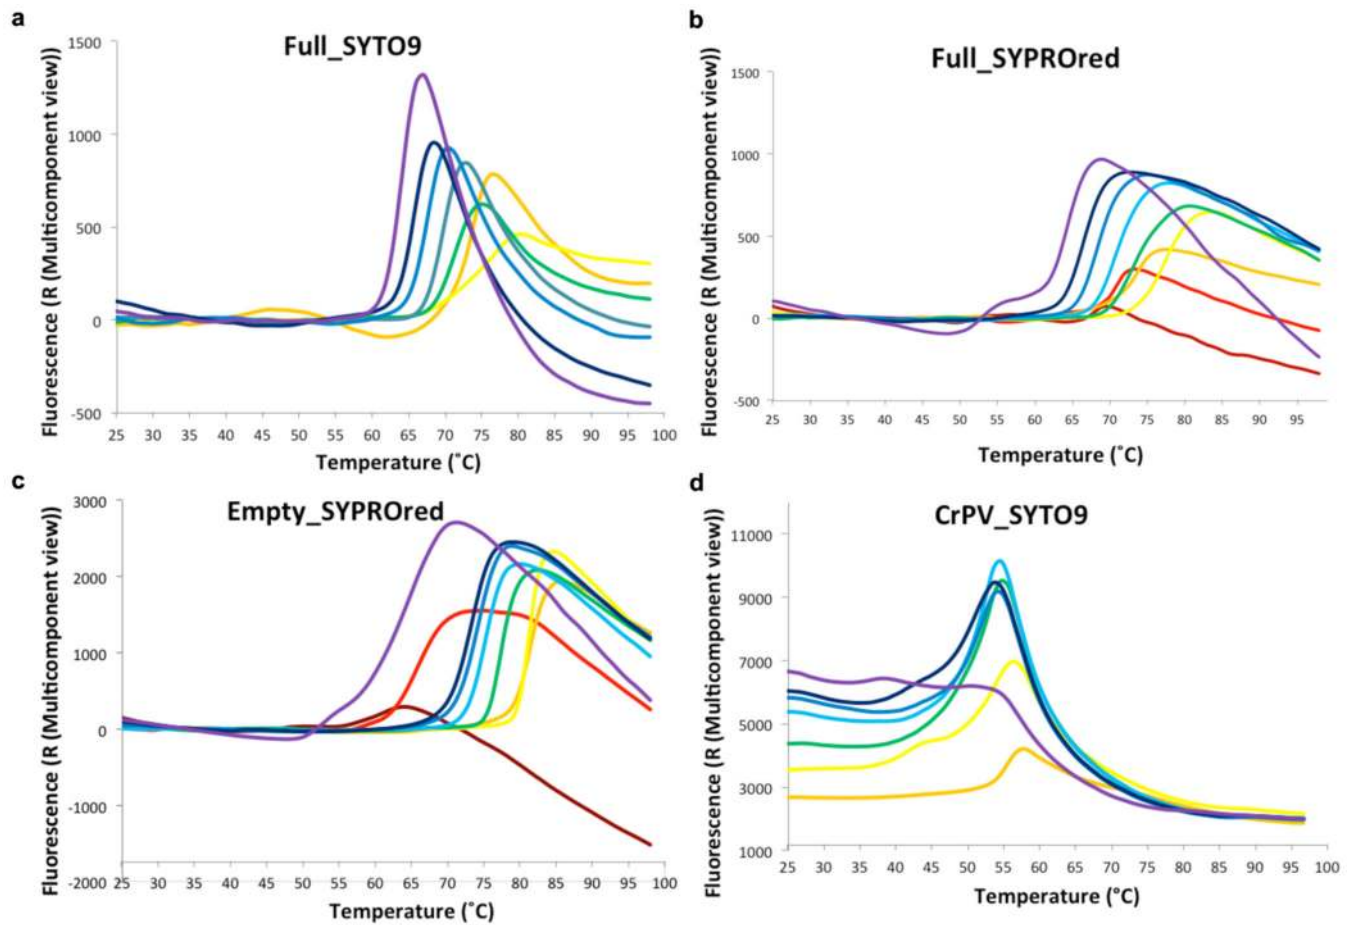 a
Full_SYTO9
Fluorescence (R (Multicomponent view))
1500
1000
500
0
-500
25 30 35 40 45 50 55 60 65 70 75 80 85 90 95 100
Temperature (˚C)
b
Full_SYPROred
Fluorescence (R (Multicomponent view))
1500
1000
500
0
-500
25 30 35 40 45 50 55 60 65 70 75 80 85 90 95
Temperature (˚C)
c
Empty_SYPROred
Fluorescence (R (Multicomponent view))
3000
2000
1000
0
-1000
-2000
25 30 35 40 45 50 55 60 65 70 75 80 85 90 95 100
Temperature (˚C)
d
CrPV_SYTO9
Fluorescence (R (Multicomponent view))
11000
9000
7000
5000
3000
1000
25 30 35 40 45 50 55 60 65 70 75 80 85 90 95 100
Temperature (°C)